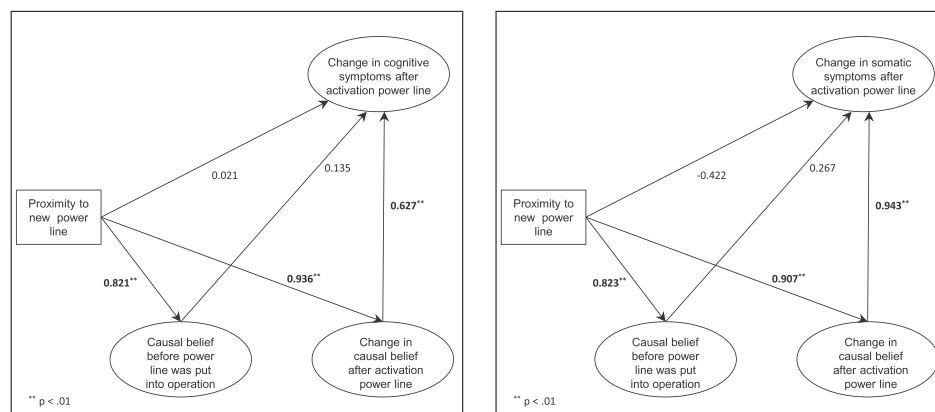 Change in cognitive
symptoms after
activation power line
0.021
0.135
Proximity to
new power
line
0.627**
0.821**
0.936**
Causal belief
before power
line was put
into operation
Change in
causal belief
after activation
power line
** p < .01
Change in somatic
symptoms after
activation power line
-0.422
0.267
Proximity to
new power
line
0.943**
0.823**
0.907**
Causal belief
before power
line was put
into operation
Change in
causal belief
after activation
power line
** p < .01